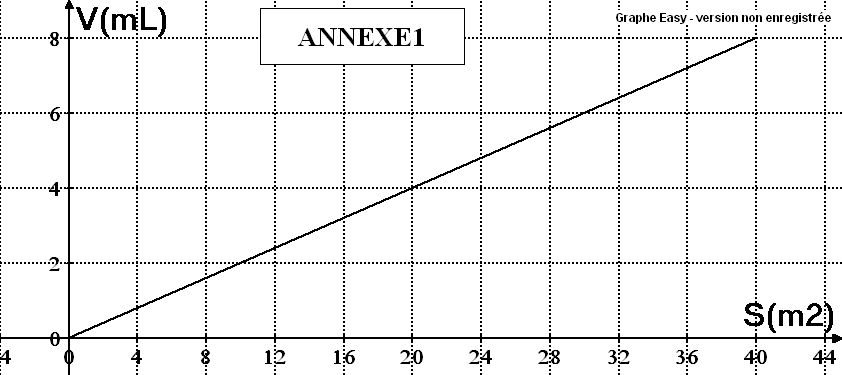 V(mL)
Graphe Easy - version non enregistrée
ANNEXE1
8
6
4
2
0
S(m2)
4 0 4 8 12 16 20 24 28 32 36 40 44